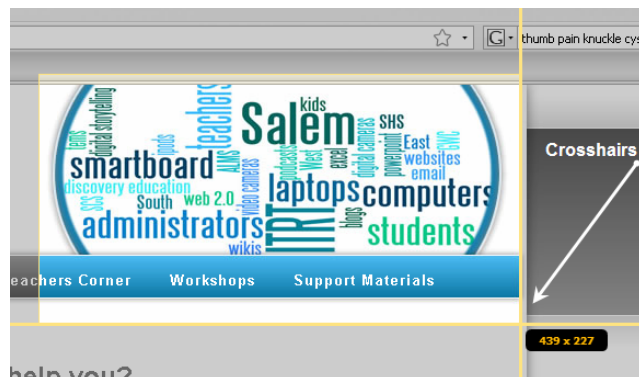 G thumb pain knuckle cys
Crosshairs
kids
Salem
SHS
teachers
digital storytelling
tems
ipods
ALMS
smartboard
podcasts
West
excel
digital cameras
powerpoint
East
GWC
websites
email
discovery education
SCS
South
web 2.0
video cameras
laptops
computers
administrators
ITRT
blogs
students
wikis
eachers Corner Workshops Support Materials
439 x 227
help you?